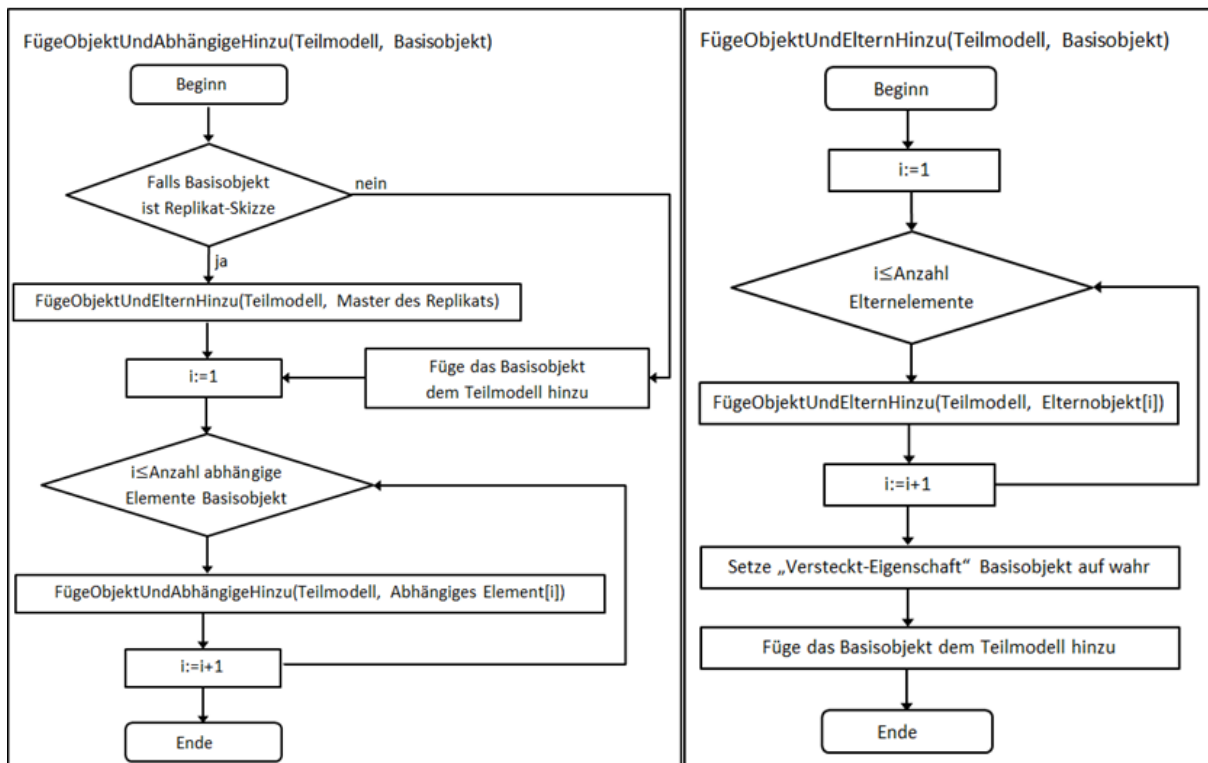 FügeObjektUndAbhängigeHinzu(Teilmodell, Basisobjekt)
Beginn
Falls Basisobjekt
ist Replikat-Skizze
nein
ja
FügeObjektUndElternHinzu(Teilmodell, Master des Replikats)
i:=1
Füge das Basisobjekt
dem Teilmodell hinzu
i≤Anzahl abhängige
Elemente Basisobjekt
FügeObjektUndAbhängigeHinzu(Teilmodell, Abhängiges Element[i])
i:=i+1
Ende
FügeObjektUndElternHinzu(Teilmodell, Basisobjekt)
Beginn
i:=1
i≤Anzahl
Elternelemente
FügeObjektUndElternHinzu(Teilmodell, Elternobjekt[i])
i:=i+1
Setze „Versteckt-Eigenschaft“ Basisobjekt auf wahr
Füge das Basisobjekt dem Teilmodell hinzu
Ende